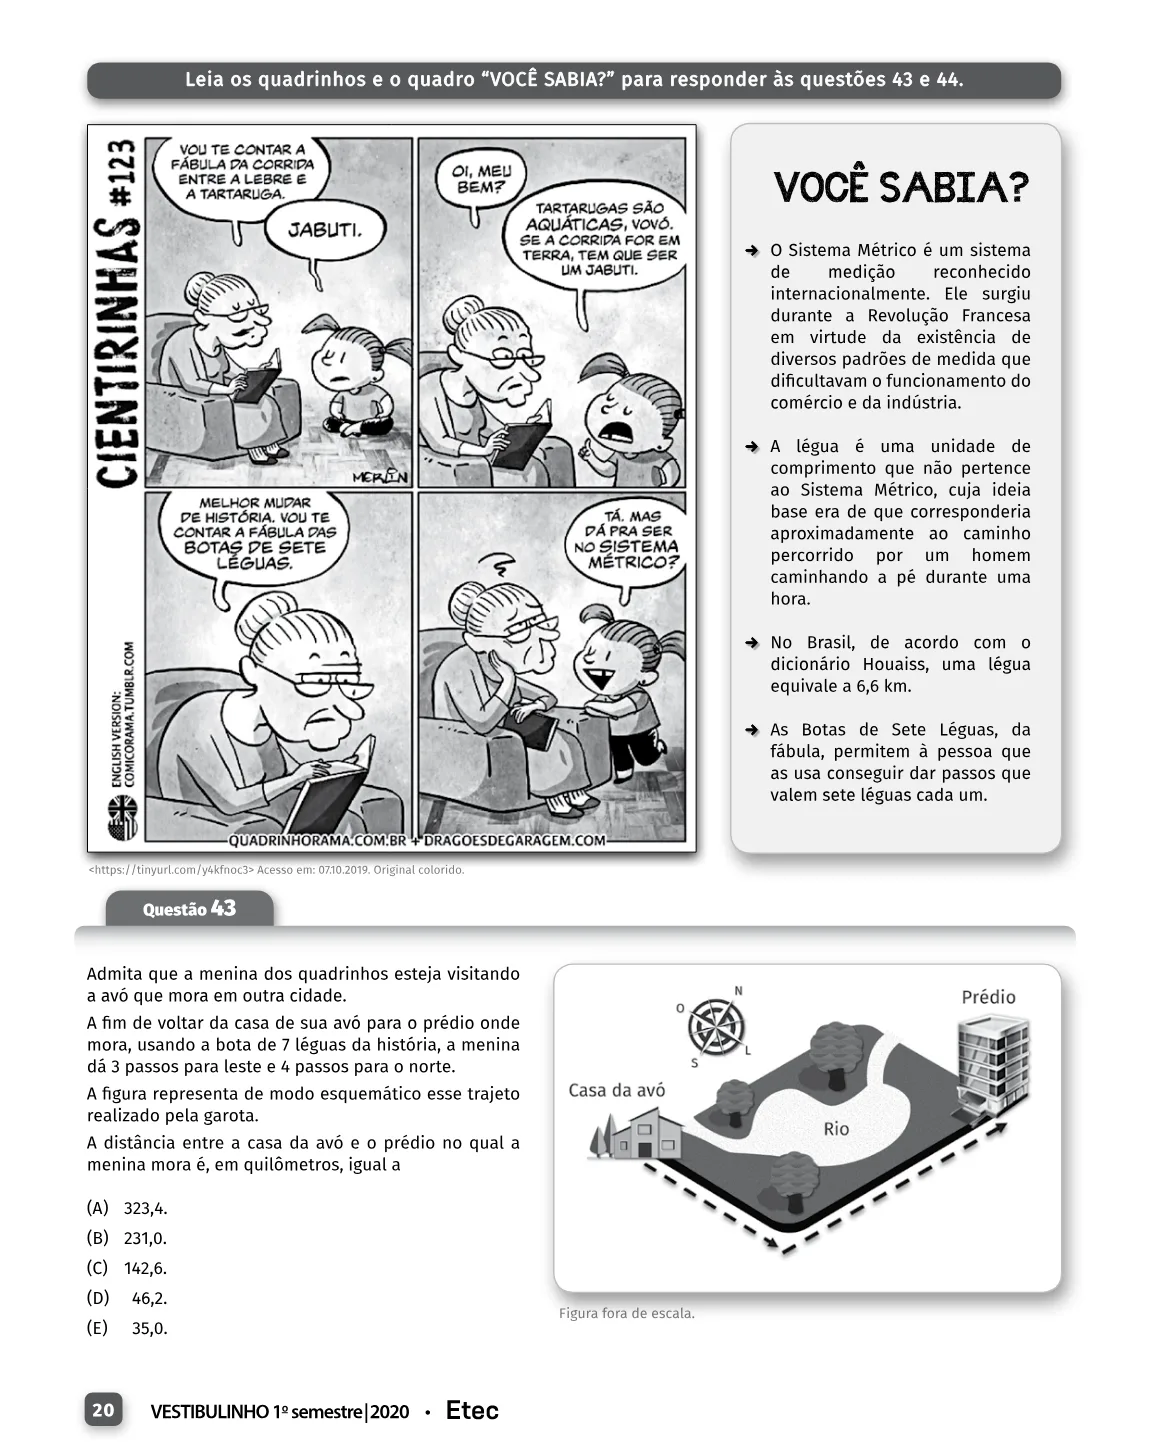 Leia os quadrinhos e o quadro “VOCÊ SABIA?” para responder às questões 43 e 44.
CIENTIRINHAS #123
VOU TE CONTAR A
FÁBULA DA CORRIDA
ENTRE A LEBRE E
A TARTARUGA.
JABUTI.
MERLIN
OI, MEU
BEM?
TARTARUGAS SÃO
AQUÁTICAS, VOVÓ.
SE A CORRIDA FOR EM
TERRA, TEM QUE SER
UM JABUTI.
MELHOR MUDAR
DE HISTÓRIA. VOU TE
CONTAR A FÁBULA DAS
BOTAS DE SETE
LÉGUAS.
TÁ. MAS
DÁ PRA SER
NO SISTEMA
MÉTRICO?
ENGLISH VERSION:
COMICORAMA.TUMBLR.COM
QUADRINHORAMA.COM.BR + DRAGOESDEGARAGEM.COM
<https://tinyurl.com/y4kfnoc3> Acesso em: 07.10.2019. Original colorido.
VOCÊ SABIA?
➔ O Sistema Métrico é um sistema
de medição reconhecido
internacionalmente. Ele surgiu
durante a Revolução Francesa
em virtude da existência de
diversos padrões de medida que
dificultavam o funcionamento do
comércio e da indústria.
➔ A légua é uma unidade de
comprimento que não pertence
ao Sistema Métrico, cuja ideia
base era de que corresponderia
aproximadamente ao caminho
percorrido por um homem
caminhando a pé durante uma
hora.
➔ No Brasil, de acordo com o
dicionário Houaiss, uma légua
equivale a 6,6 km.
➔ As Botas de Sete Léguas, da
fábula, permitem à pessoa que
as usa conseguir dar passos que
valem sete léguas cada um.
Questão 43
Admita que a menina dos quadrinhos esteja visitando
a avó que mora em outra cidade.
A fim de voltar da casa de sua avó para o prédio onde
mora, usando a bota de 7 léguas da história, a menina
dá 3 passos para leste e 4 passos para o norte.
A figura representa de modo esquemático esse trajeto
realizado pela garota.
A distância entre a casa da avó e o prédio no qual a
menina mora é, em quilômetros, igual a
(A) 323,4.
(B) 231,0.
(C) 142,6.
(D) 46,2.
(E) 35,0.
N
O
L
S
Prédio
Casa da avó
Rio
Figura fora de escala.
20 VESTIBULINHO 1º semestre|2020 • Etec